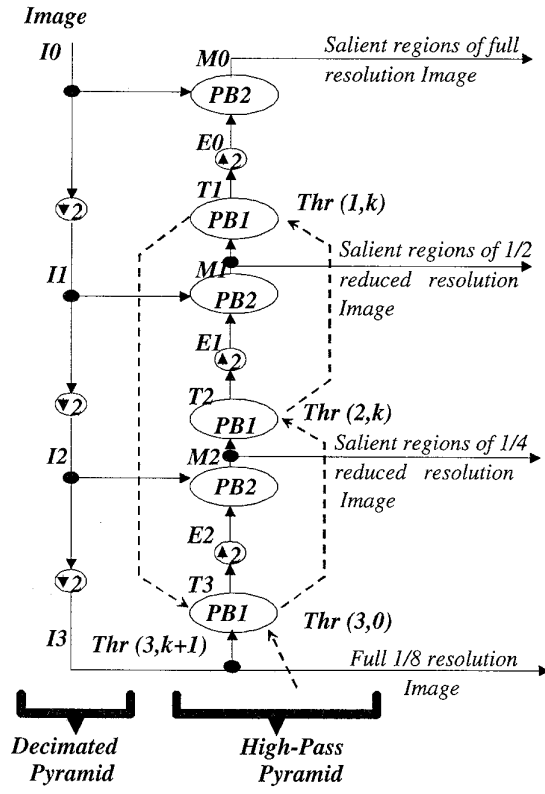 Image
I0
M0
Salient regions of full
resolution Image
PB2
E0
▲2
▼2
T1
Thr (1,k)
PB1
Salient regions of 1/2
reduced resolution
Image
I1
M1
PB2
E1
▲2
▼2
T2
Thr (2,k)
PB1
Salient regions of 1/4
reduced resolution
Image
I2
M2
PB2
E2
▲2
▼2
T3
PB1
Thr (3,0)
I3
Thr (3,k+1)
Full 1/8 resolution
Image
Decimated
Pyramid
High-Pass
Pyramid